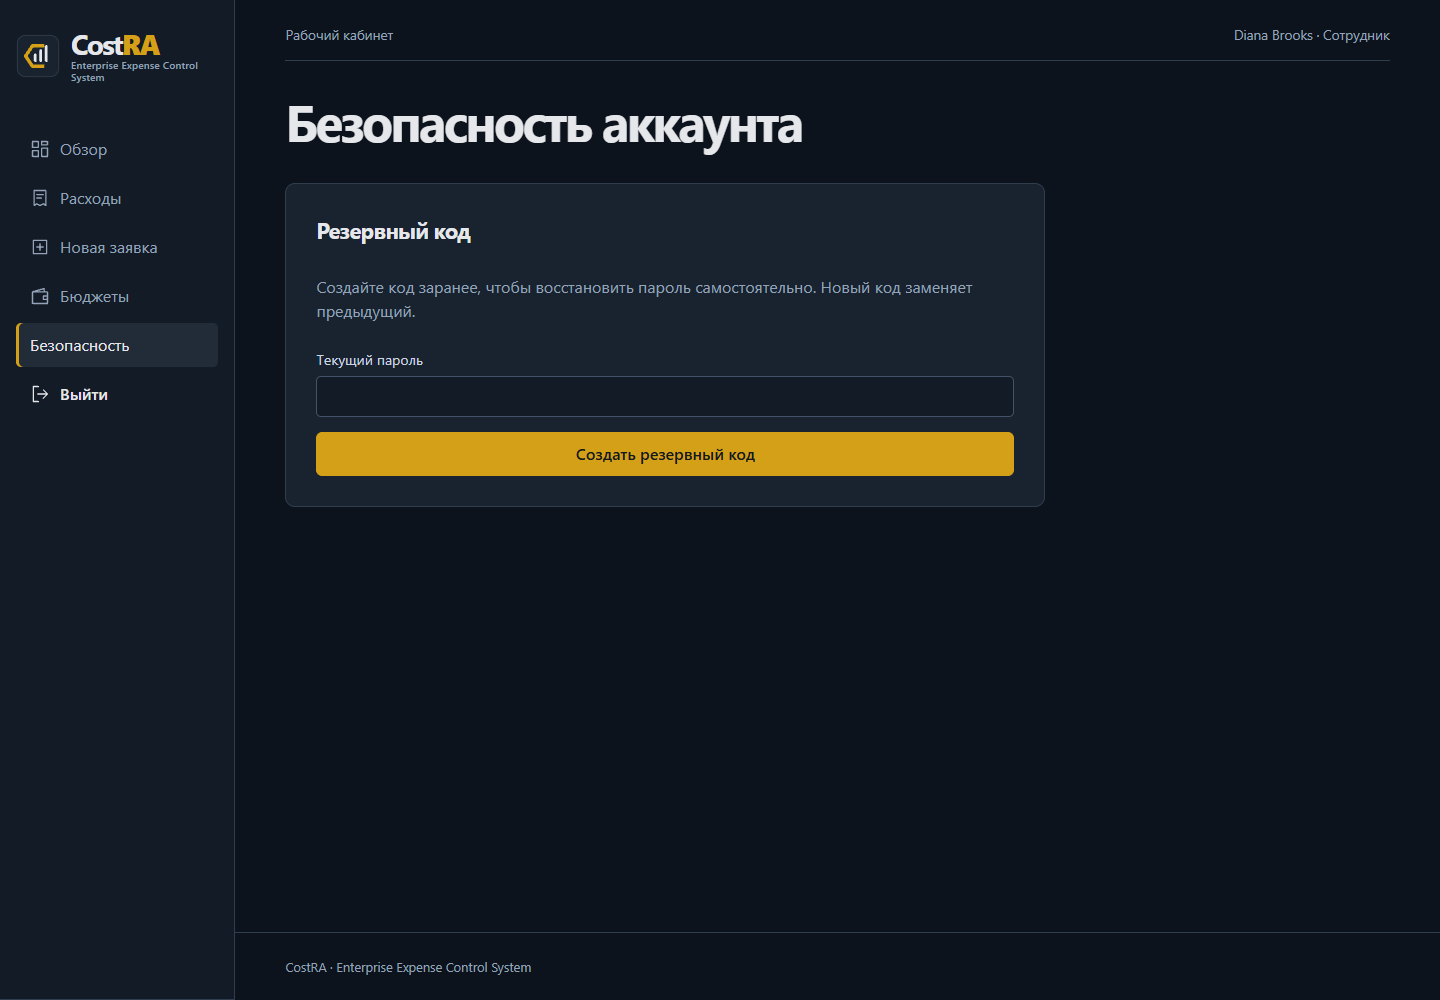 CostRA
Enterprise Expense Control
System
Обзор
Расходы
Новая заявка
Бюджеты
Безопасность
Выйти
Рабочий кабинет
Diana Brooks · Сотрудник
Безопасность аккаунта
Резервный код
Создайте код заранее, чтобы восстановить пароль самостоятельно. Новый код заменяет
предыдущий.
Текущий пароль
Создать резервный код
CostRA · Enterprise Expense Control System